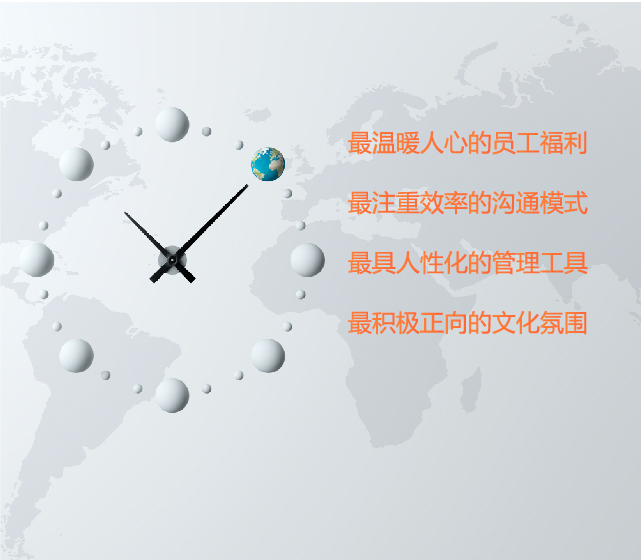 最温暖人心的员工福利
最注重效率的沟通模式
最具人性化的管理工具
最积极正向的文化氛围